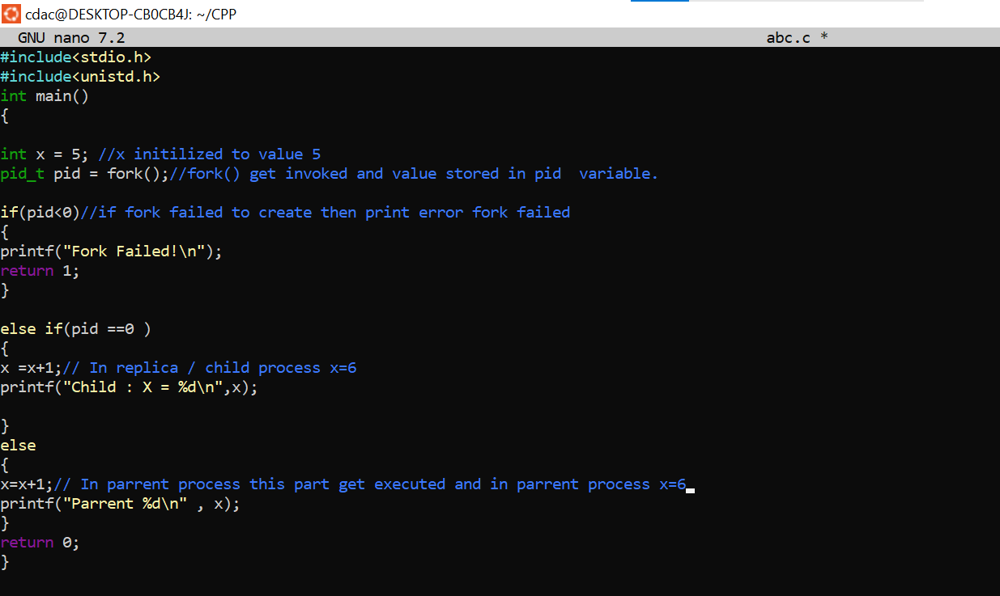 cdac@DESKTOP-CB0CB4J: ~/CPP
GNU nano 7.2 abc.c *
#include<stdio.h>
#include<unistd.h>
int main()
{
int x = 5; //x initilized to value 5
pid_t pid = fork();//fork() get invoked and value stored in pid  variable.
if(pid<0)//if fork failed to create then print error fork failed
{
printf("Fork Failed!\n");
return 1;
}
else if(pid ==0 )
{
x =x+1;// In replica / child process x=6
printf("Child : X = %d\n",x);
}
else
{
x=x+1;// In parrent process this part get executed and in parrent process x=6
printf("Parrent %d\n" , x);
}
return 0;
}